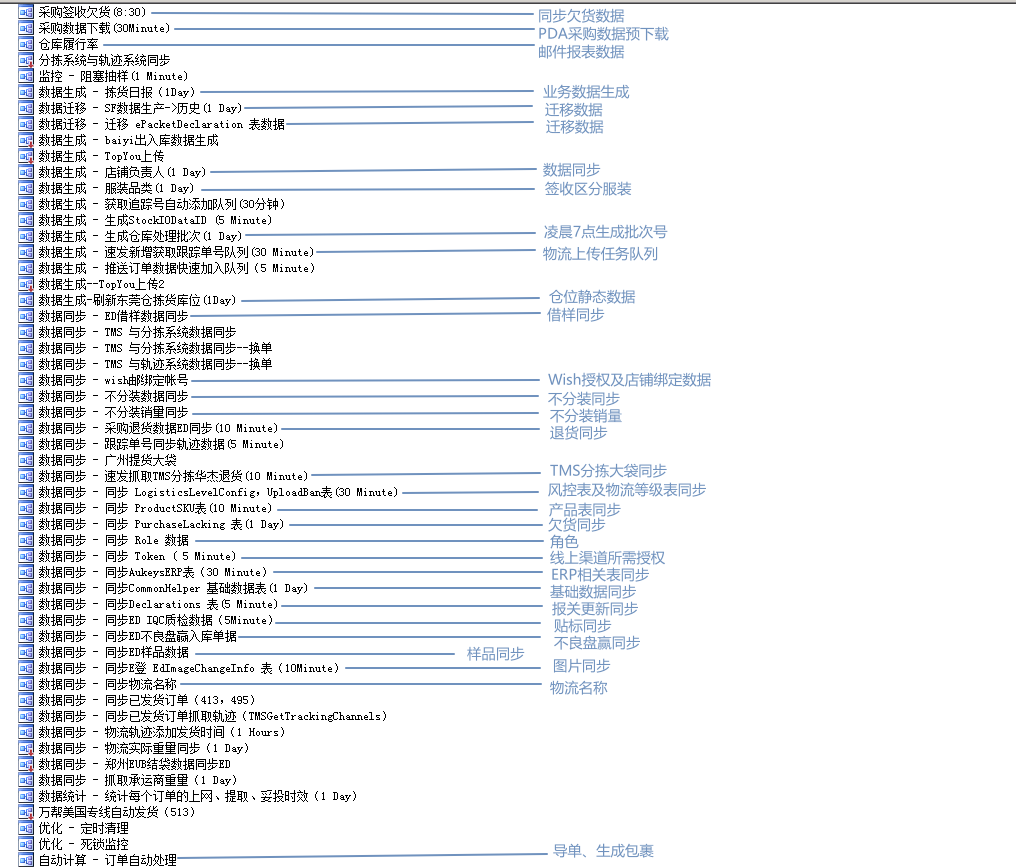 采购签收欠货(8:30) 同步欠货数据
采购数据下载(30Minute) PDA采购数据预下载
仓库履行率 邮件报表数据
分拣系统与轨迹系统同步
监控 - 阻塞抽样(1 Minute)
数据生成 - 拣货日报 (1Day) 业务数据生成
数据迁移 - SF数据生产->历史(1 Day) 迁移数据
数据迁移 - 迁移 ePacketDeclaration 表数据 迁移数据
数据生成 - baiyi出入库数据生成
数据生成 - TopYou上传
数据生成 - 店铺负责人(1 Day) 数据同步
数据生成 - 服装品类(1 Day) 签收区分服装
数据生成 - 获取追踪号自动添加队列(30分钟)
数据生成 - 生成StockIODataID (5 Minute)
数据生成 - 生成仓库处理批次(1 Day) 凌晨7点生成批次号
数据生成 - 速发新增获取跟踪单号队列(30 Minute) 物流上传任务队列
数据生成 - 推送订单数据快速加入队列 (5 Minute)
数据生成--TopYou上传2
数据生成-刷新东莞仓拣货库位(1Day) 仓位静态数据
数据同步 - ED借样数据同步 借样同步
数据同步 - TMS 与分拣系统数据同步
数据同步 - TMS 与分拣系统数据同步--换单
数据同步 - TMS 与轨迹系统数据同步--换单
数据同步 - wish邮绑定帐号 Wish授权及店铺绑定数据
数据同步 - 不分装数据同步 不分装同步
数据同步 - 不分装销量同步 不分装销量
数据同步 - 采购退货数据ED同步(10 Minute) 退货同步
数据同步 - 跟踪单号同步轨迹数据(5 Minute)
数据同步 - 广州提货大袋
数据同步 - 速发抓取TMS分拣华杰退货(10 Minute) TMS分拣大袋同步
数据同步 - 同步 LogisticsLevelConfig，UploadBan表(30 Minute) 风控表及物流等级表同步
数据同步 - 同步 ProductSKU表(10 Minute) 产品表同步
数据同步 - 同步 PurchaseLacking 表(1 Day) 欠货同步
数据同步 - 同步 Role 数据 角色
数据同步 - 同步 Token ( 5 Minute) 线上渠道所需授权
数据同步 - 同步AukeysERP表 (30 Minute) ERP相关表同步
数据同步 - 同步CommonHelper 基础数据表(1 Day) 基础数据同步
数据同步 - 同步Declarations 表(5 Minute) 报关更新同步
数据同步 - 同步ED IQC质检数据 (5Minute) 贴标同步
数据同步 - 同步ED不良盘赢入库单据 不良盘赢同步
数据同步 - 同步ED样品数据 样品同步
数据同步 - 同步E登 EdImageChangeInfo 表 (10Minute) 图片同步
数据同步 - 同步物流名称 物流名称
数据同步 - 同步已发货订单 (413，495)
数据同步 - 同步已发货订单抓取轨迹 (TMSGetTrackingChannels)
数据同步 - 物流轨迹添加发货时间 (1 Hours)
数据同步 - 物流实际重量同步 (1 Day)
数据同步 - 郑州EUB结袋数据同步ED
数据同步 - 抓取承运商重量 (1 Day)
数据统计 - 统计每个订单的上网、提取、妥投时效 (1 Day)
万帮美国专线自动发货 (513)
优化 - 定时清理
优化 - 死锁监控
自动计算 - 订单自动处理 导单、生成包裹